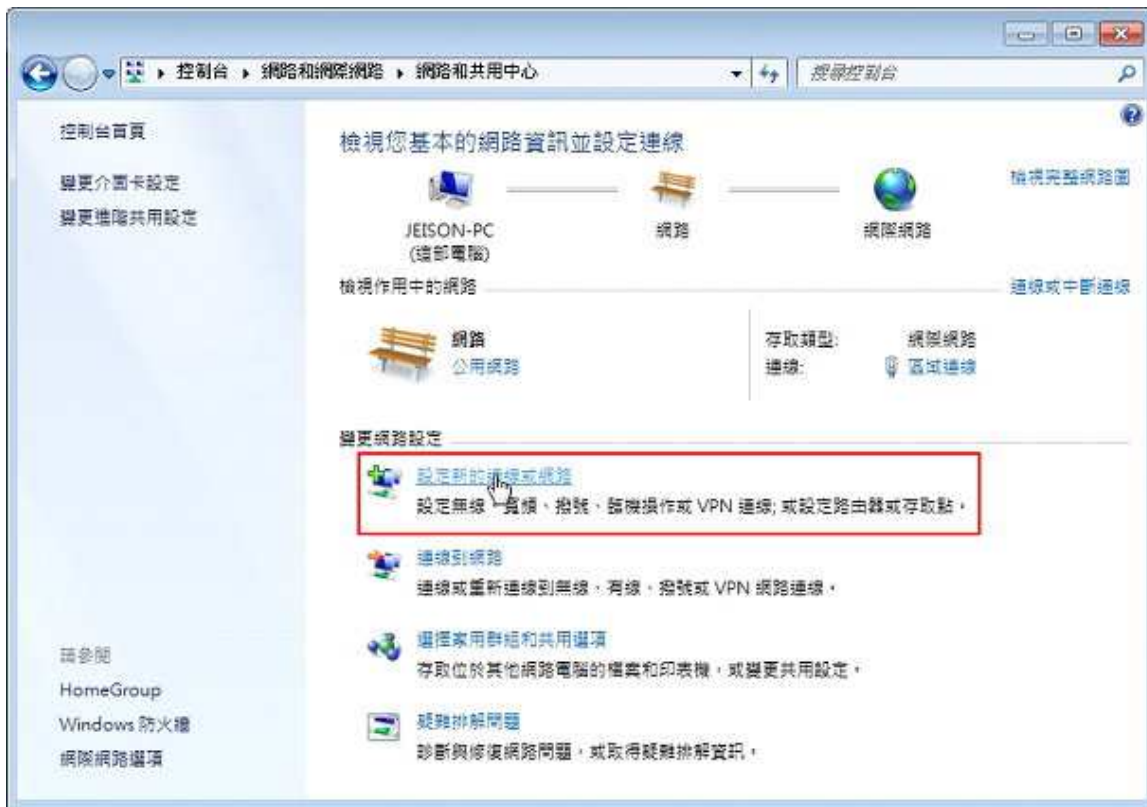 控制台 ▸ 網路和網際網路 ▸ 網路和共用中心
搜尋控制台
控制台首頁
變更介面卡設定
變更進階共用設定
檢視您基本的網路資訊並設定連線
檢視完整網路圖
JEISON-PC
(這部電腦)
網路
網際網路
檢視作用中的網路
連線或中斷連線
網路
公用網路
存取類型:
網際網路
連線:
區域連線
變更網路設定
設定新的連線或網路
設定無線、寬頻、撥號、臨機操作或 VPN 連線; 或設定路由器或存取點。
連線到網路
連線或重新連線到無線、有線、撥號或 VPN 網路連線。
選擇家用群組和共用選項
存取位於其他網路電腦的檔案和印表機，或變更共用設定。
疑難排解問題
診斷與修復網路問題，或取得疑難排解資訊。
請參閱
HomeGroup
Windows 防火牆
網際網路選項